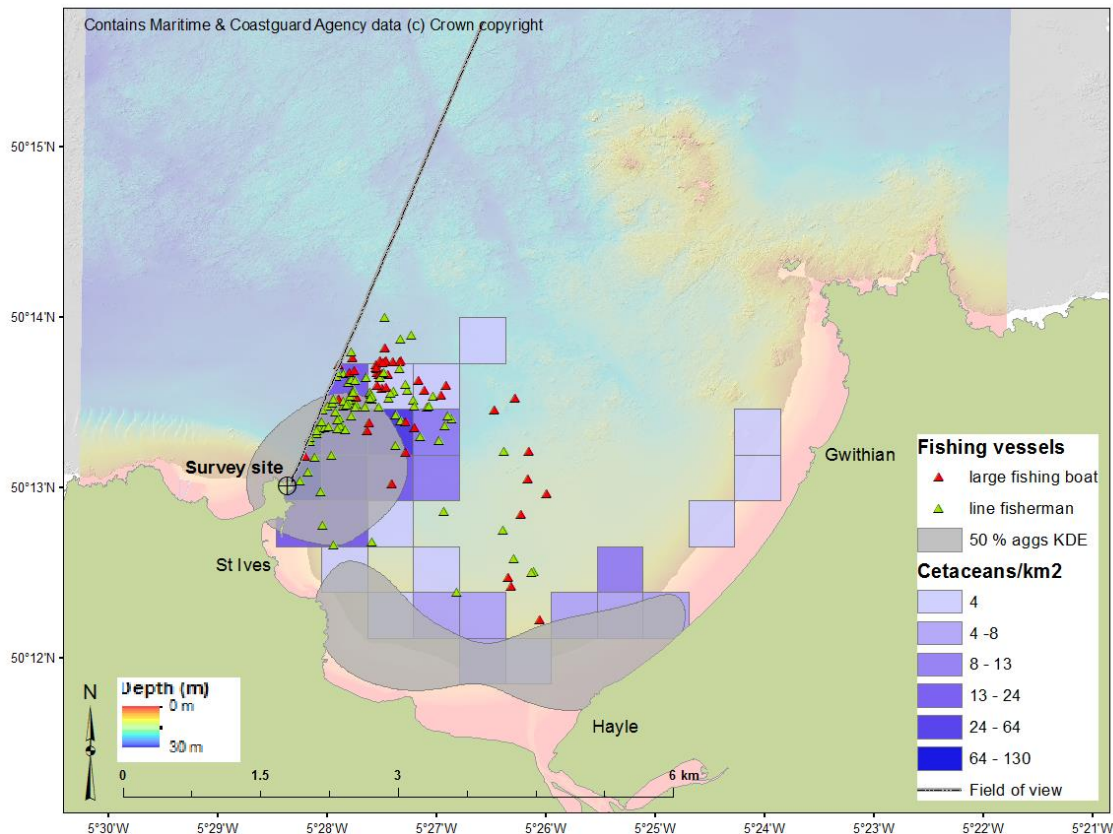 Contains Maritime & Coastguard Agency data (c) Crown copyright
50°15'N
50°14'N
50°13'N
50°12'N
Survey site
St Ives
Gwithian
Hayle
Fishing vessels
large fishing boat
line fisherman
50 % aggs KDE
Cetaceans/km2
4
4 -8
8 - 13
13 - 24
24 - 64
64 - 130
Field of view
N
Depth (m)
0 m
30 m
0 1.5 3 6 km
5°30'W 5°29'W 5°28'W 5°27'W 5°26'W 5°25'W 5°24'W 5°23'W 5°22'W 5°21'W